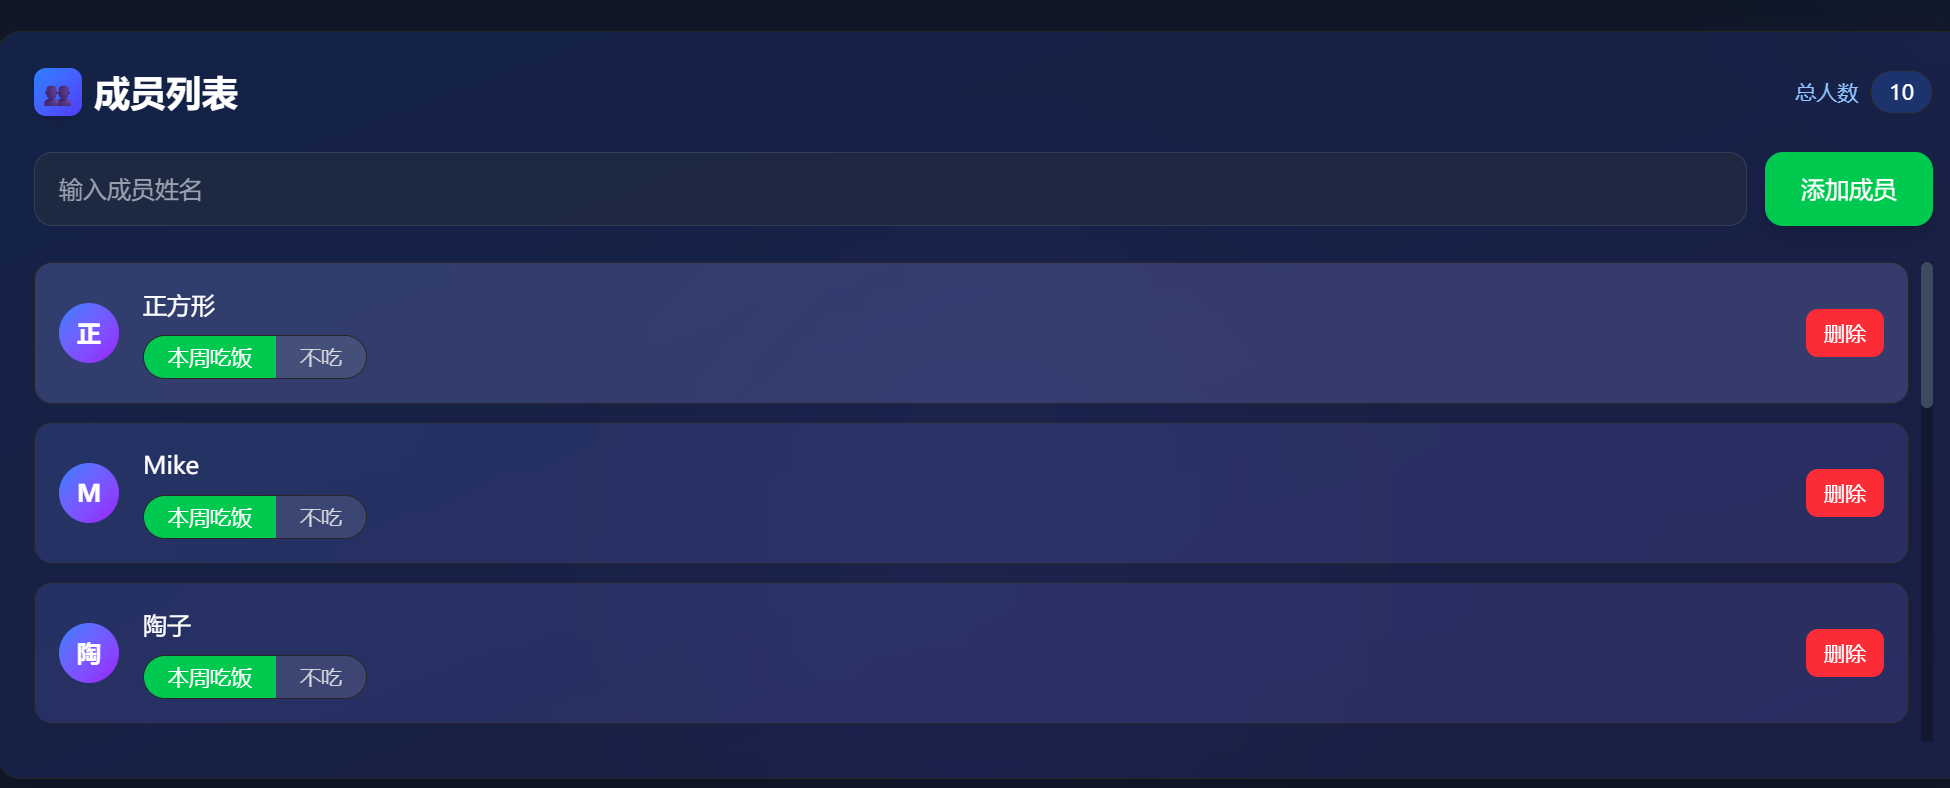 成员列表
总人数 10
输入成员姓名
添加成员
正
正方形
本周吃饭 不吃
删除
M
Mike
本周吃饭 不吃
删除
陶
陶子
本周吃饭 不吃
删除